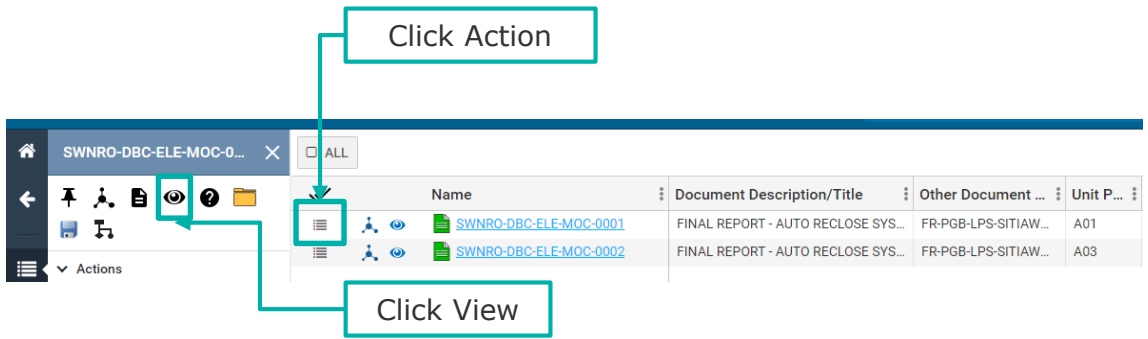 Click Action
SWNRO-DBC-ELE-MOC-0...
ALL
Name
Document Description/Title
Other Document ...
Unit P...
SWNRO-DBC-ELE-MOC-0001
FINAL REPORT - AUTO RECLOSE SYS...
FR-PGB-LPS-SITIAW...
A01
SWNRO-DBC-ELE-MOC-0002
FINAL REPORT - AUTO RECLOSE SYS...
FR-PGB-LPS-SITIAW...
A03
Actions
Click View